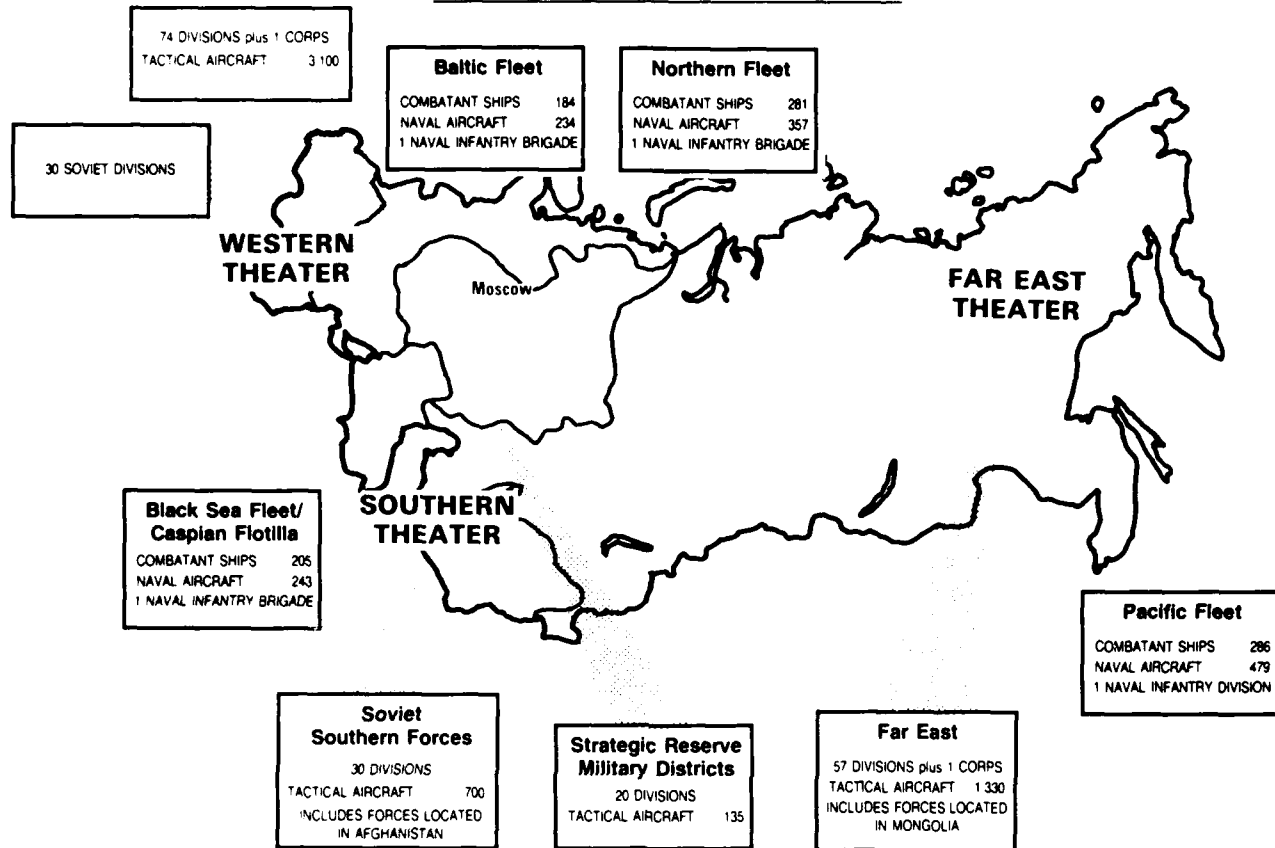 74 DIVISIONS plus 1 CORPS
TACTICAL AIRCRAFT 3 100
30 SOVIET DIVISIONS
Baltic Fleet
COMBATANT SHIPS 184
NAVAL AIRCRAFT 234
1 NAVAL INFANTRY BRIGADE
Northern Fleet
COMBATANT SHIPS 281
NAVAL AIRCRAFT 357
1 NAVAL INFANTRY BRIGADE
WESTERN
THEATER
Moscow
FAR EAST
THEATER
SOUTHERN
THEATER
Black Sea Fleet/
Caspian Flotilla
COMBATANT SHIPS 205
NAVAL AIRCRAFT 243
1 NAVAL INFANTRY BRIGADE
Pacific Fleet
COMBATANT SHIPS 286
NAVAL AIRCRAFT 479
1 NAVAL INFANTRY DIVISION
Soviet
Southern Forces
30 DIVISIONS
TACTICAL AIRCRAFT 700
INCLUDES FORCES LOCATED
IN AFGHANISTAN
Strategic Reserve
Military Districts
20 DIVISIONS
TACTICAL AIRCRAFT 135
Far East
57 DIVISIONS plus 1 CORPS
TACTICAL AIRCRAFT 1 330
INCLUDES FORCES LOCATED
IN MONGOLIA